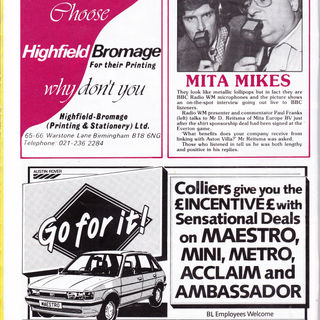 Choose
Highfield Bromage
For their Printing
why don't you
Highfield-Bromage
(Printing & Stationery) Ltd.
65-66 Warstone Lane Birmingham B18 6NG
Telephone: 021-236 2284
MITA MIKES
They look like metallic lollipops but in fact they are
BBC Radio WM microphones and the picture shows
an on-the-spot interview going out live to BBC
listeners.
Radio WM presenter and commentator Paul Franks
(left) talks to Mr D. Reitsma of Mita Europe BV just
after the shirt sponsorship deal had been signed at the
Everton game.
What benefits does your company receive from
linking with Aston Villa?' Mr Reitsma was asked.
Those who listened in tell us he was both lengthy
and positive in his replies.
AUSTIN ROVER
Go for it!
MAESTRO
Colliers give you the
£INCENTIVE£ with
Sensational Deals
on MAESTRO,
MINI, METRO,
ACCLAIM and
AMBASSADOR
BL Employees Welcome